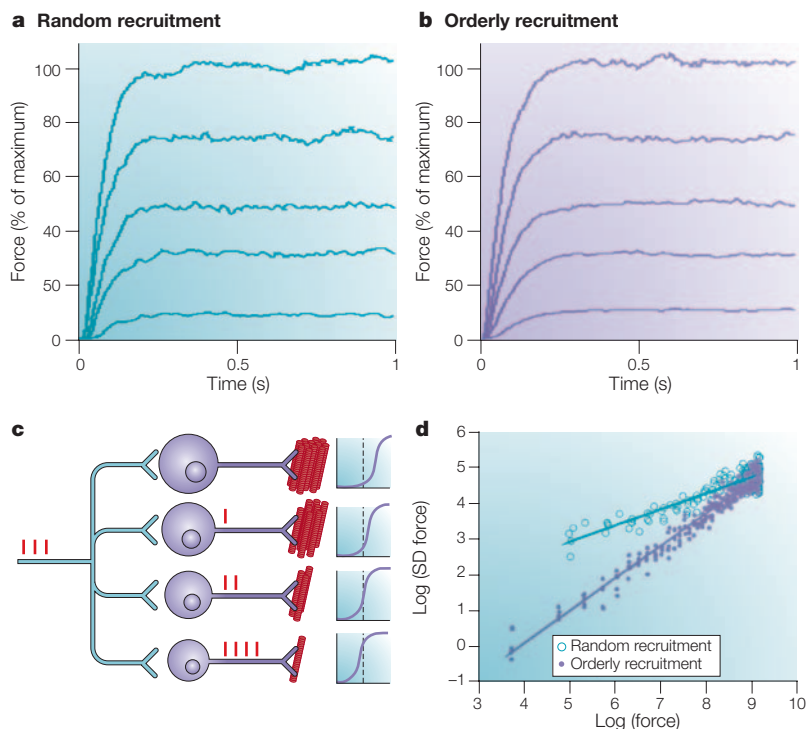 a Random recruitment
Force (% of maximum)
100
80
60
40
50
0
0
0.5
1
Time (s)
b Orderly recruitment
Force (% of maximum)
100
80
60
40
50
0
0
0.5
1
Time (s)
c
d
Log (SD force)
6
5
4
3
2
1
0
–1
Random recruitment
Orderly recruitment
3
4
5
6
7
8
9
10
Log (force)